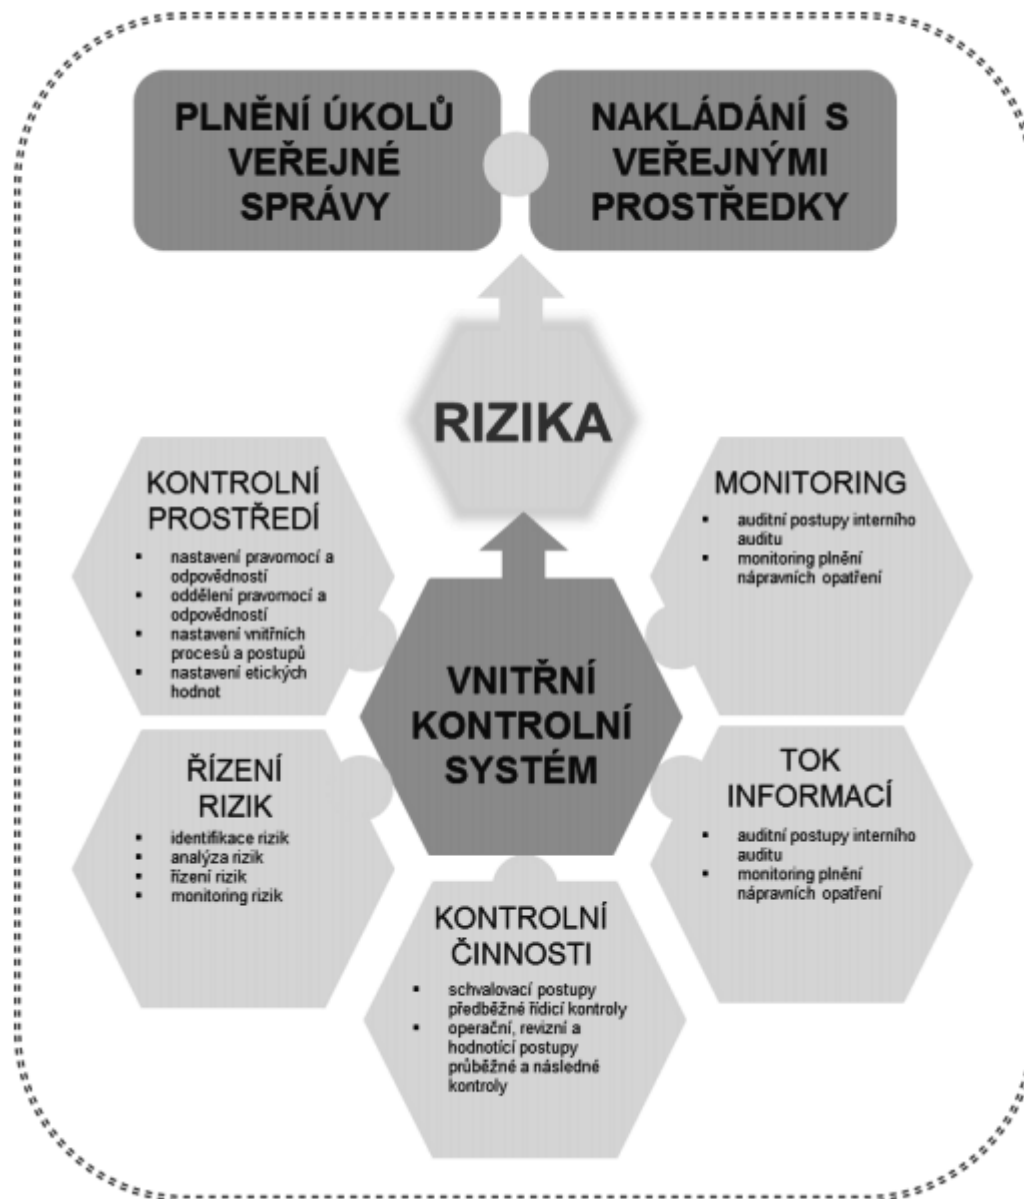 PLNĚNÍ ÚKOLŮ
VEŘEJNÉ
SPRÁVY
NAKLÁDÁNÍ S
VEŘEJNÝMI
PROSTŘEDKY
RIZIKA
KONTROLNÍ
PROSTŘEDÍ
▪ nastavení pravomocí a
odpovědností
▪ oddělení pravomocí a
odpovědností
▪ nastavení vnitřních
procesů a postupů
▪ nastavení etických
hodnot
MONITORING
▪ auditní postupy interního
auditu
▪ monitoring plnění
nápravních opatření
VNITŘNÍ
KONTROLNÍ
SYSTÉM
ŘÍZENÍ
RIZIK
▪ identifikace rizik
▪ analýza rizik
▪ řízení rizik
▪ monitoring rizik
TOK
INFORMACÍ
▪ auditní postupy interního
auditu
▪ monitoring plnění
nápravních opatření
KONTROLNÍ
ČINNOSTI
▪ schvalovací postupy
předběžné řídicí kontroly
▪ operační, revizní a
hodnotící postupy
průběžné a následné
kontroly